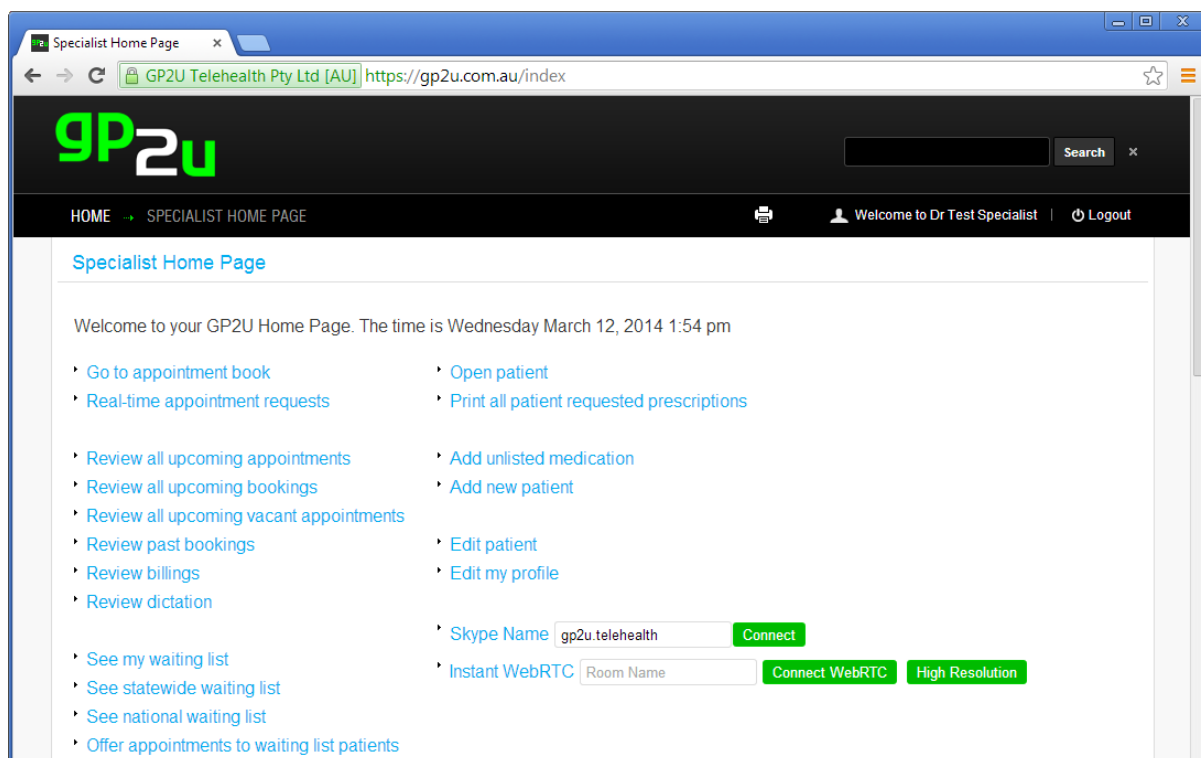 Specialist Home Page
GP2U Telehealth Pty Ltd [AU] https://gp2u.com.au/index
gP2u
Search
HOME SPECIALIST HOME PAGE
Welcome to Dr Test Specialist | Logout
Specialist Home Page
Welcome to your GP2U Home Page. The time is Wednesday March 12, 2014 1:54 pm
Go to appointment book
Real-time appointment requests
Review all upcoming appointments
Review all upcoming bookings
Review all upcoming vacant appointments
Review past bookings
Review billings
Review dictation
See my waiting list
See statewide waiting list
See national waiting list
Offer appointments to waiting list patients
Open patient
Print all patient requested prescriptions
Add unlisted medication
Add new patient
Edit patient
Edit my profile
Skype Name gp2u.telehealth Connect
Instant WebRTC Room Name Connect WebRTC High Resolution